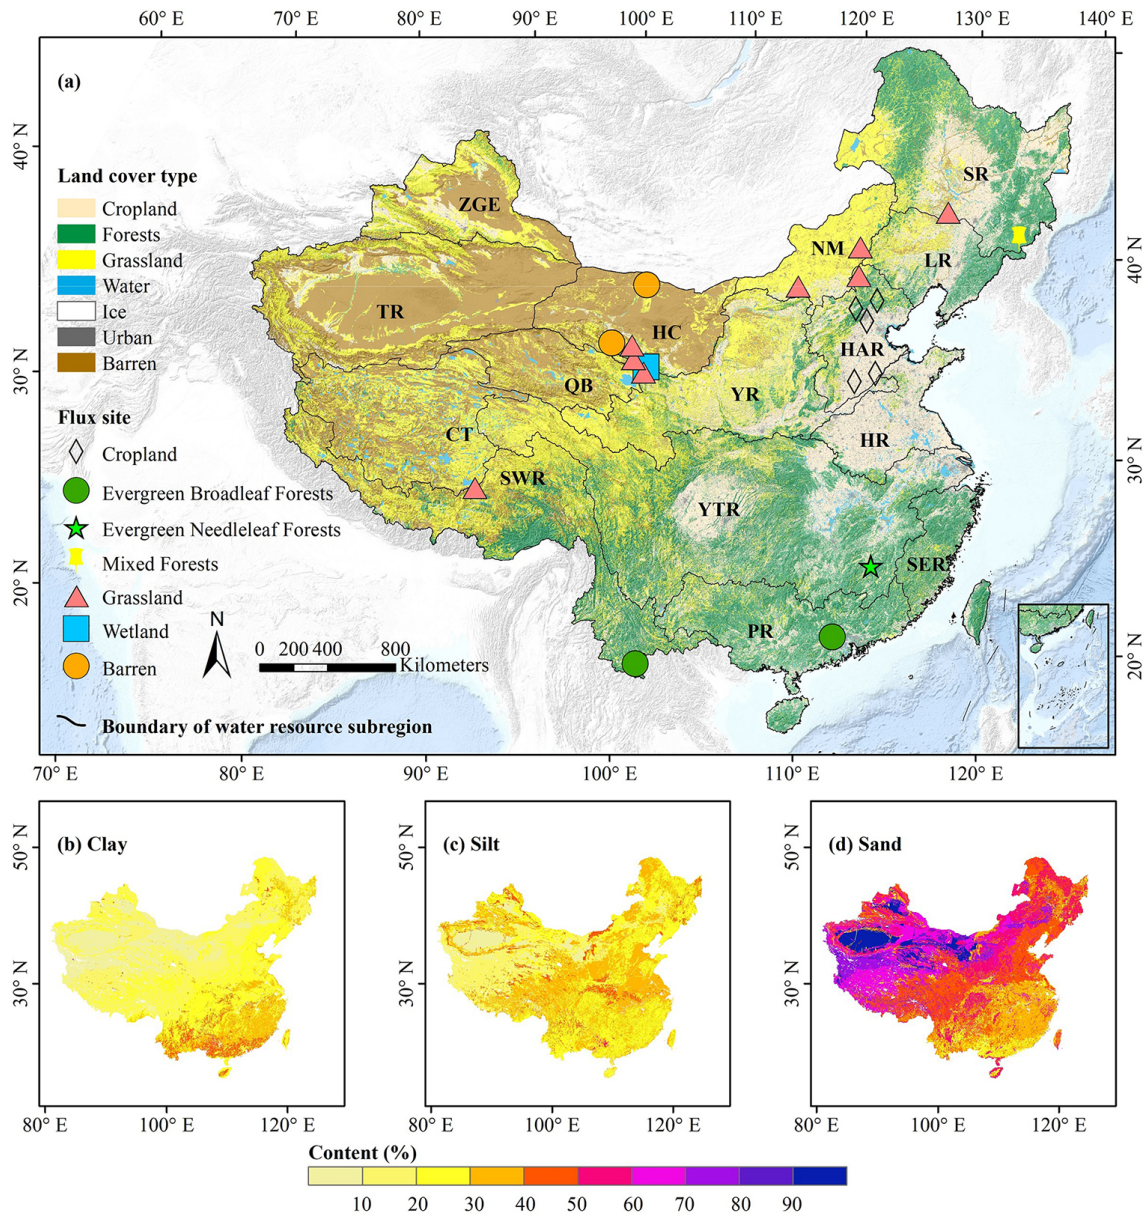 60° E 70° E 80° E 90° E 100° E 110° E 120° E 130° E 140° E
(a)
40° N
30° N
20° N
40° N
30° N
20° N
Land cover type
Cropland
Forests
Grassland
Water
Ice
Urban
Barren
Flux site
Cropland
Evergreen Broadleaf Forests
Evergreen Needleleaf Forests
Mixed Forests
Grassland
Wetland
Barren
Boundary of water resource subregion
N
0 200 400 800
Kilometers
ZGE
SR
NM
LR
TR
HC
HAR
QB
YR
CT
HR
SWR
YTR
SER
PR
70° E 80° E 90° E 100° E 110° E 120° E
(b) Clay
50° N
30° N
80° E 100° E 120° E
(c) Silt
50° N
30° N
80° E 100° E 120° E
(d) Sand
50° N
30° N
80° E 100° E 120° E
Content (%)
10 20 30 40 50 60 70 80 90